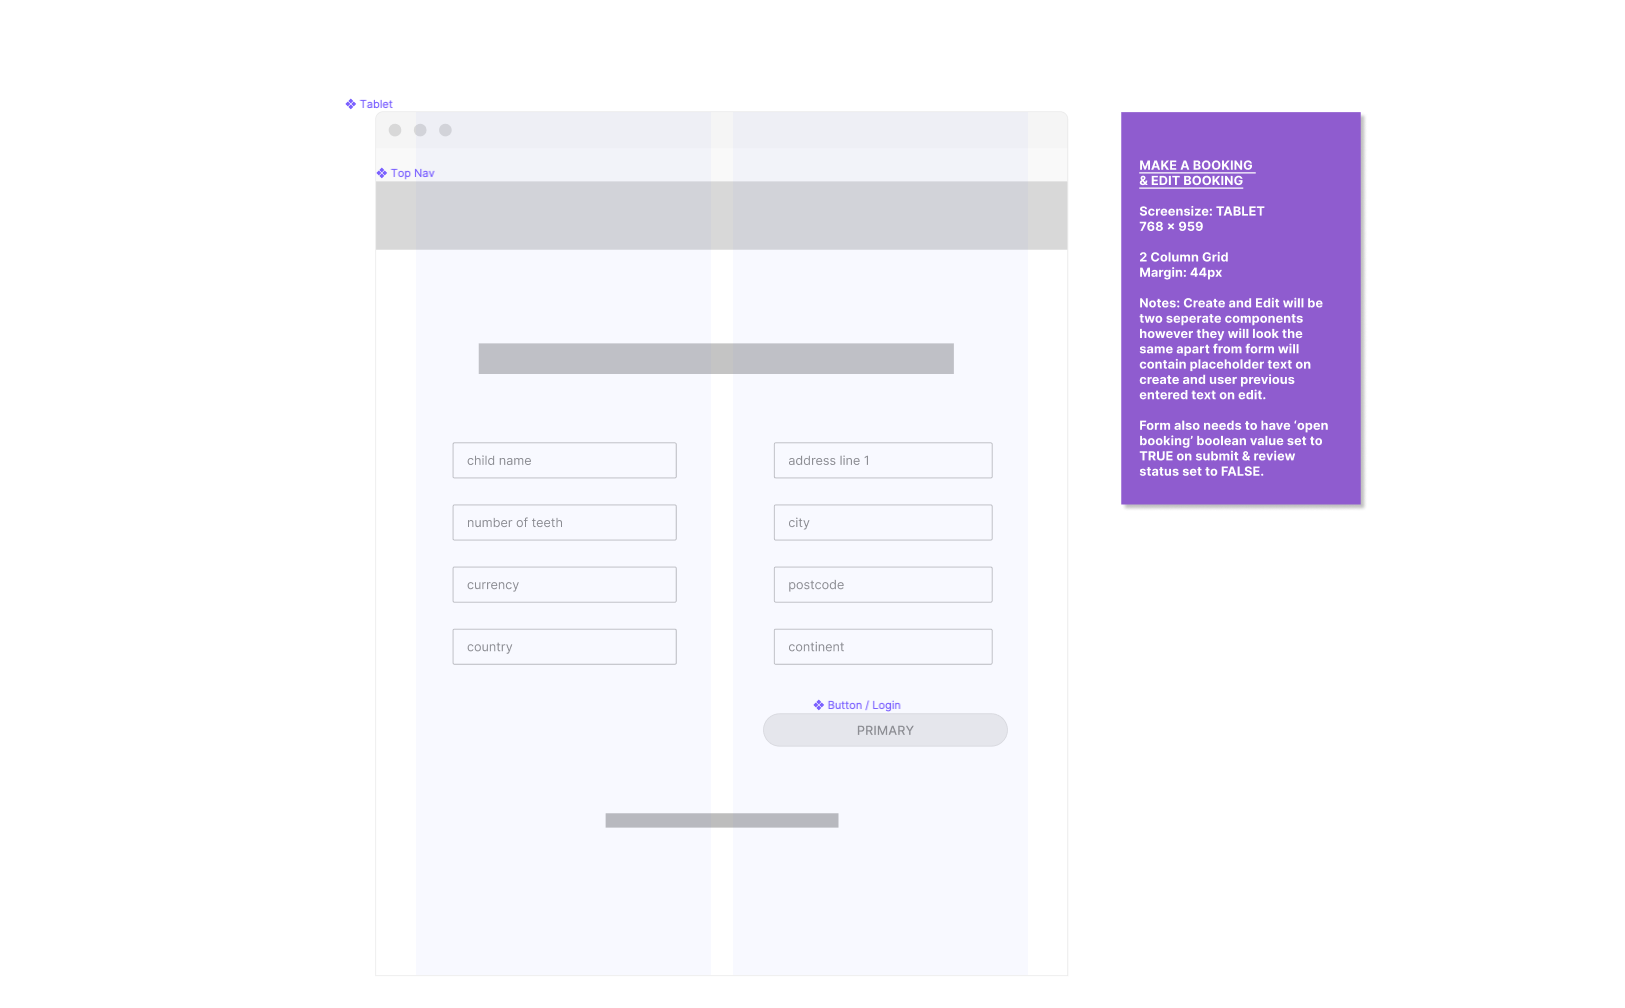 Tablet
Top Nav
child name
address line 1
number of teeth
city
currency
postcode
country
continent
Button / Login
PRIMARY
MAKE A BOOKING
& EDIT BOOKING
Screensize: TABLET
768 × 959
2 Column Grid
Margin: 44px
Notes: Create and Edit will be
two seperate components
however they will look the
same apart from form will
contain placeholder text on
create and user previous
entered text on edit.
Form also needs to have ‘open
booking’ boolean value set to
TRUE on submit & review
status set to FALSE.